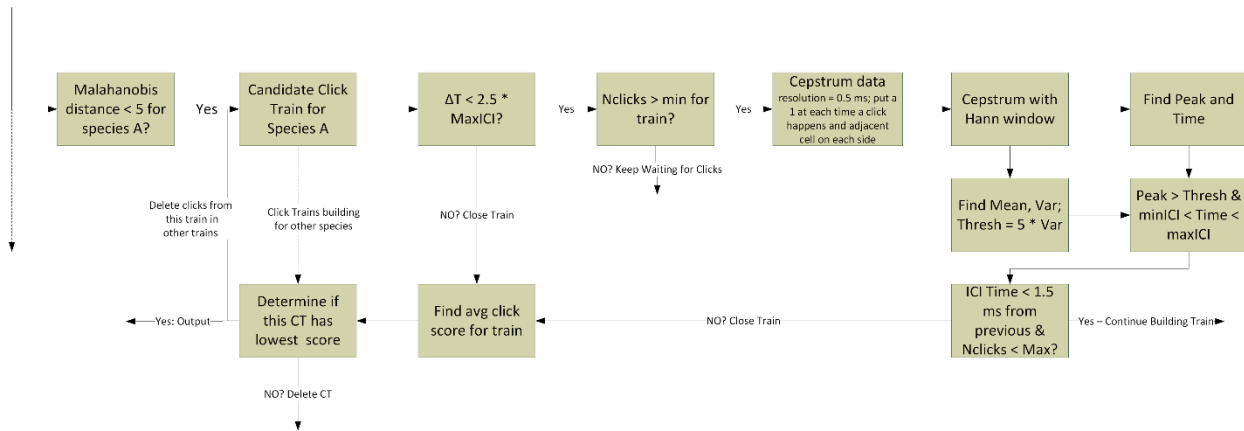 Malahanobis
distance < 5 for
species A?
Yes
Candidate Click
Train for
Species A
ΔT < 2.5 *
MaxICI?
Yes
Nclicks > min for
train?
Yes
Cepstrum data
resolution = 0.5 ms; put a
1 at each time a click
happens and adjacent
cell on each side
Cepstrum with
Hann window
Find Peak and
Time
NO? Keep Waiting for Clicks
Delete clicks from
this train in
other trains
Click Trains building
for other species
NO? Close Train
Find Mean, Var;
Thresh = 5 * Var
Peak > Thresh &
minICI < Time <
maxICI
Yes: Output
Determine if
this CT has
lowest score
Find avg click
score for train
NO? Close Train
ICI Time < 1.5
ms from
previous &
Nclicks < Max?
Yes – Continue Building Train
NO? Delete CT